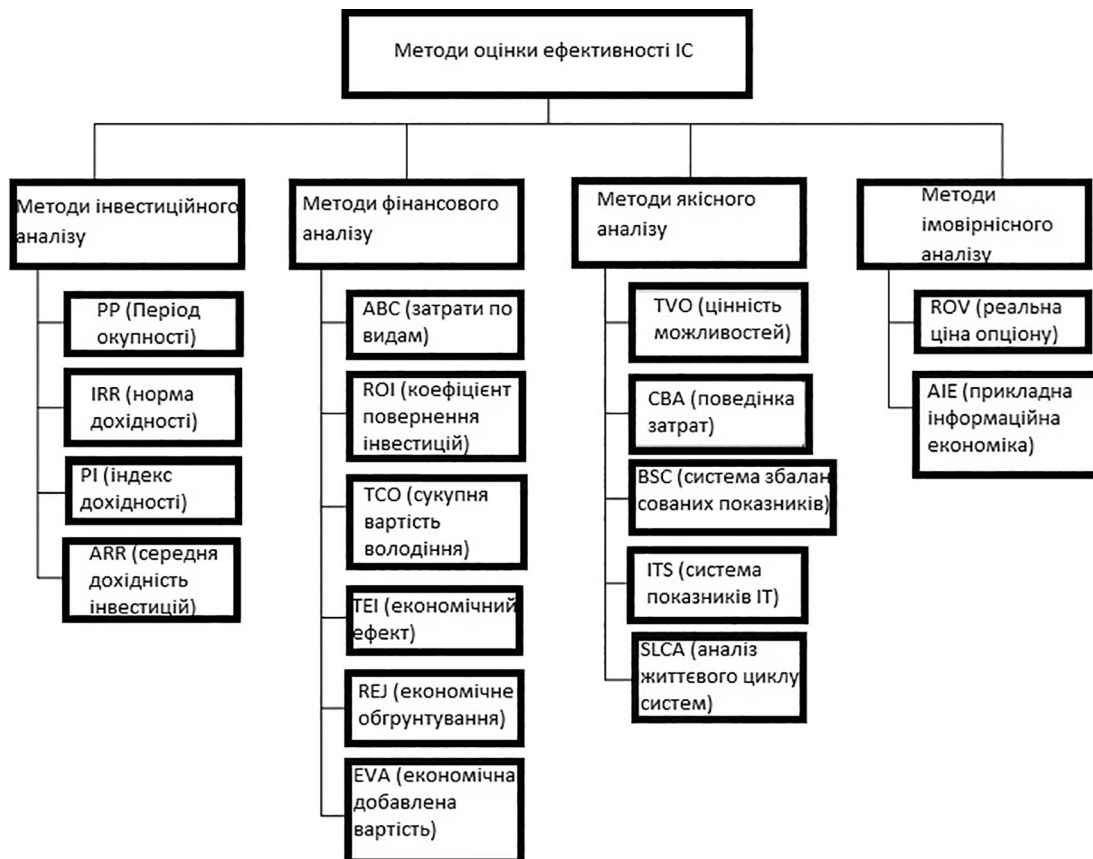 Методи оцінки ефективності ІС
Методи інвестиційного
аналізу
PP (Період
окупності)
IRR (норма
дохідності)
PI (індекс
дохідності)
ARR (середня
дохідність
інвестицій)
Методи фінансового
аналізу
ABC (затрати по
видам)
ROI (коефіцієнт
повернення
інвестицій)
TCO (сукупня
вартість
володіння)
TEI (економічний
ефект)
REJ (економічне
обгрунтування)
EVA (економічна
добавлена
вартість)
Методи якісного
аналізу
TVO (цінність
можливостей)
CBA (поведінка
затрат)
BSC (система збалан
сованих показників)
ITS (система
показників ІТ)
SLCA (аналіз
життєвого циклу
систем)
Методи
імовірнісного
аналізу
ROV (реальна
ціна опціону)
AIE (прикладна
інформаційна
економіка)